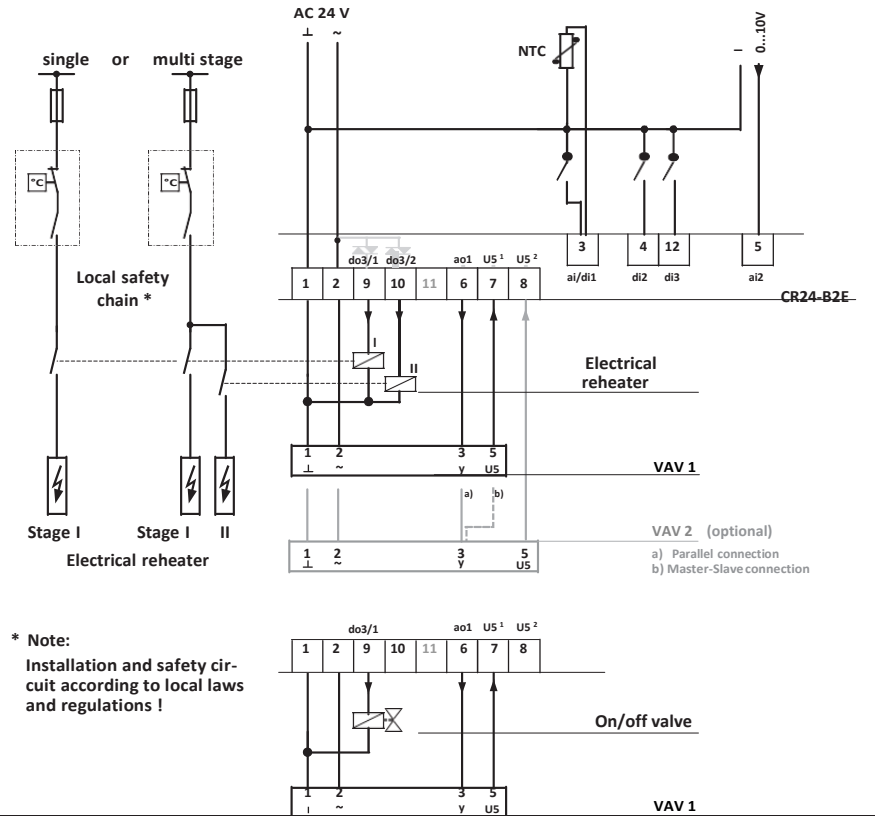 AC 24 V
⊥ ~
single or multi stage
NTC
–
0...10V
°C °C
Local safety
chain *
3 4 12 5
ai/di1 di2 di3 ai2
do3/1 do3/2 ao1 U5 1 U5 2
1 2 9 10 11 6 7 8
CR24-B2E
I
II
Electrical
reheater
1 2 3 5
⊥ ~ y U5
VAV 1
a) b)
Stage I Stage I II
Electrical reheater
VAV 2 (optional)
1 2 3 5
⊥ ~ y U5
a) Parallel connection
b) Master-Slave connection
* Note:
Installation and safety cir-
cuit according to local laws
and regulations !
do3/1 ao1 U5 1 U5 2
1 2 9 10 11 6 7 8
On/off valve
1 2 3 5
~ y U5
VAV 1